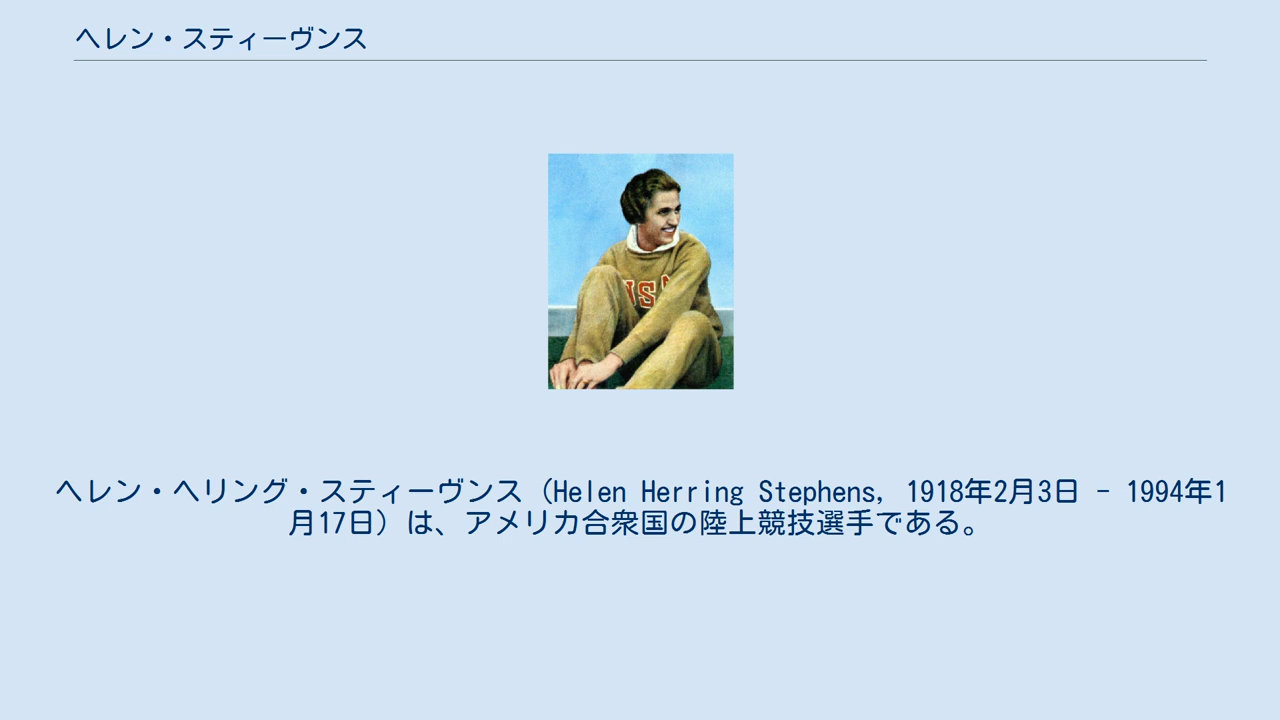 ヘレン・スティーヴンス
USA
ヘレン・ヘリング・スティーヴンス（Helen Herring Stephens, 1918年2月3日 - 1994年1
月17日）は、アメリカ合衆国の陸上競技選手である。